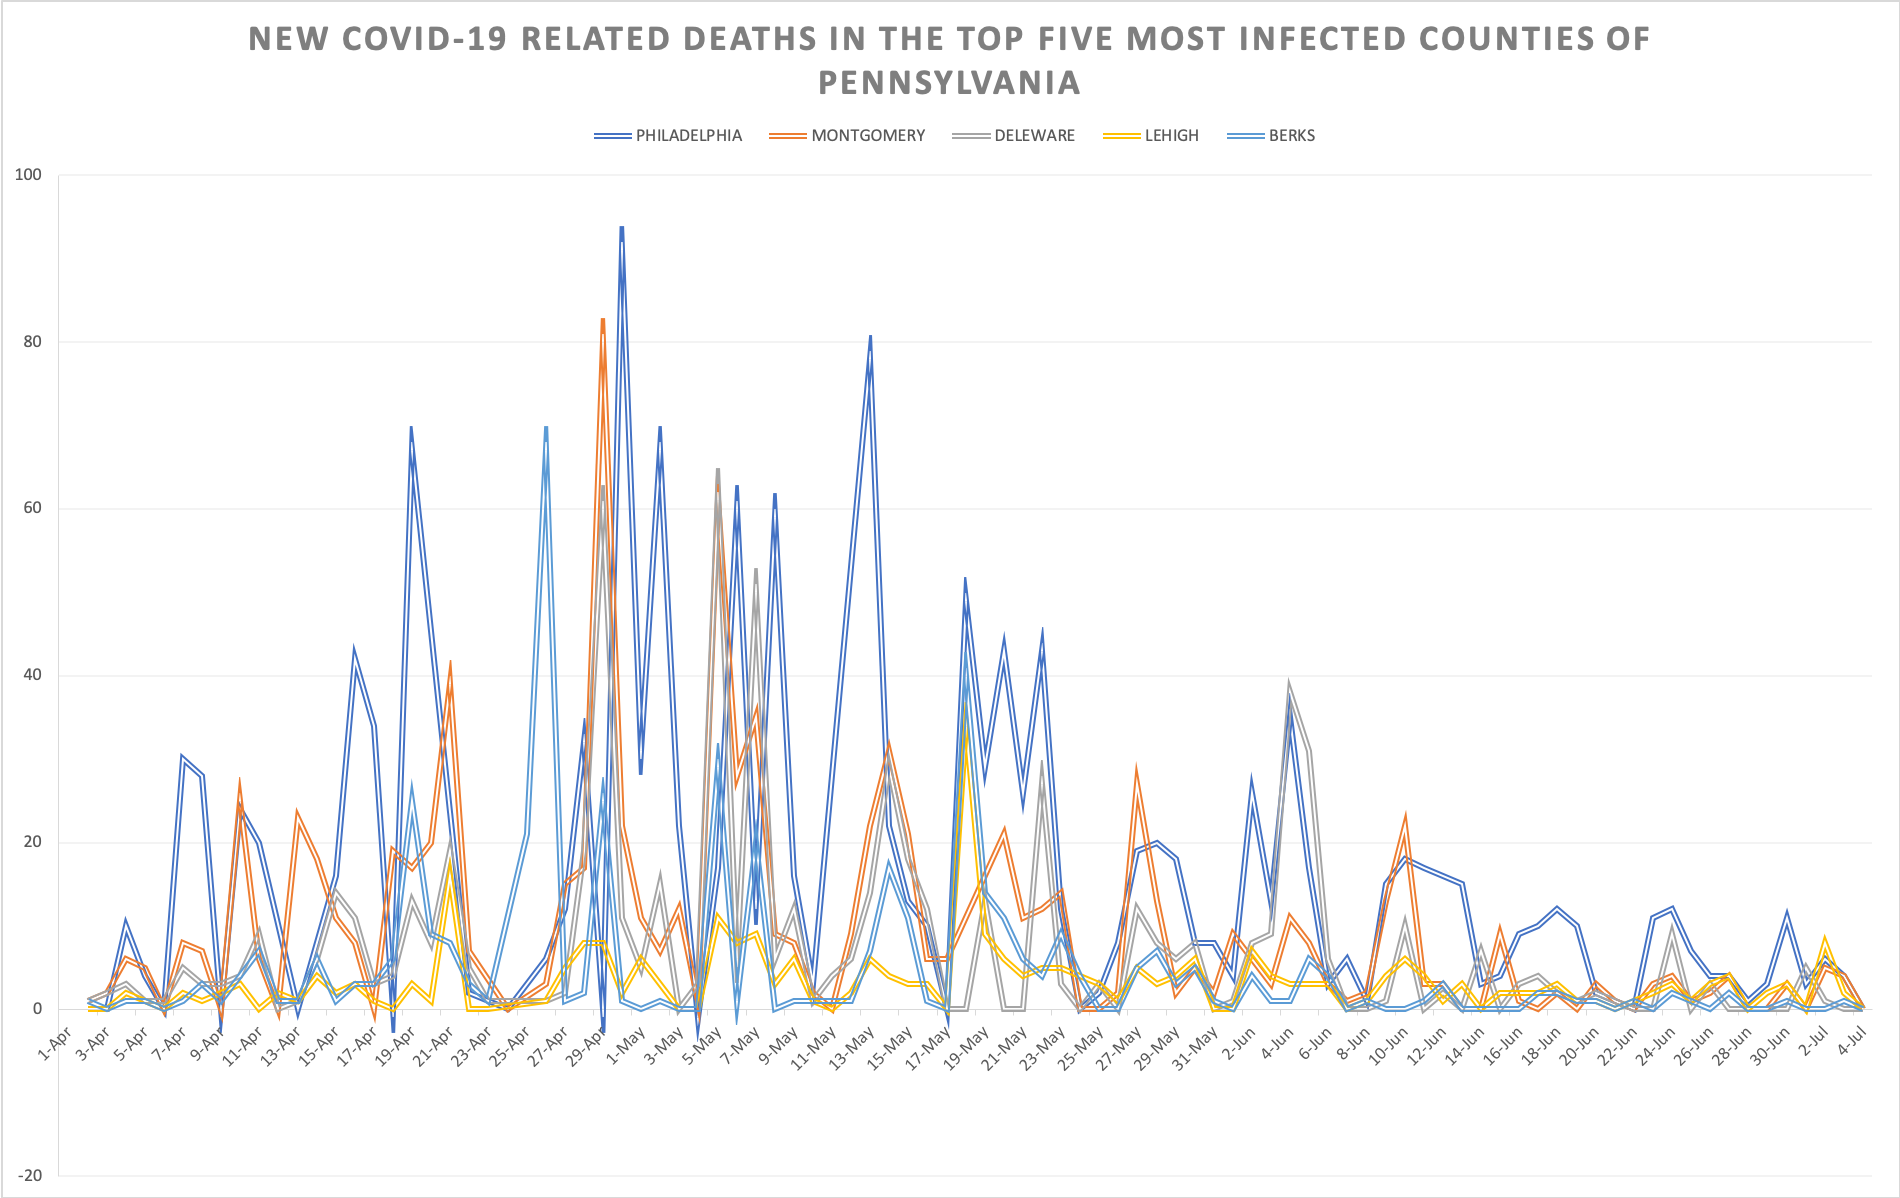 NEW COVID-19 RELATED DEATHS IN THE TOP FIVE MOST INFECTED COUNTIES OF
PENNSYLVANIA
PHILADELPHIA MONTGOMERY DELEWARE LEHIGH BERKS
100
80
60
40
20
0
-20
1-Apr 3-Apr 5-Apr 7-Apr 9-Apr 11-Apr 13-Apr 15-Apr 17-Apr 19-Apr 21-Apr 23-Apr 25-Apr 27-Apr 29-Apr 1-May 3-May 5-May 7-May 9-May 11-May 13-May 15-May 17-May 19-May 21-May 23-May 25-May 27-May 29-May 31-May 2-Jun 4-Jun 6-Jun 8-Jun 10-Jun 12-Jun 14-Jun 16-Jun 18-Jun 20-Jun 22-Jun 24-Jun 26-Jun 28-Jun 30-Jun 2-Jul 4-Jul